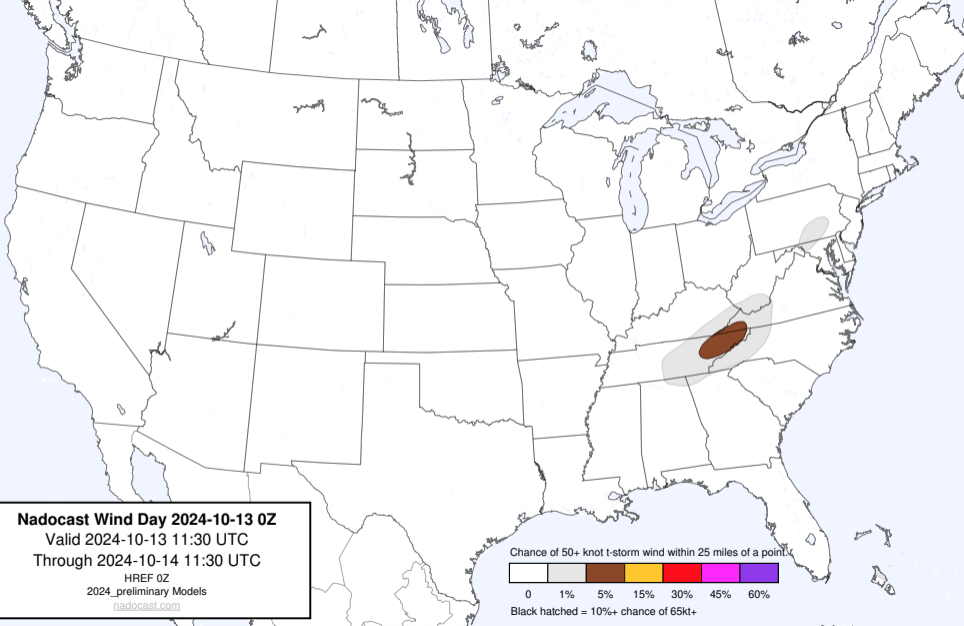 Nadocast Wind Day 2024-10-13 0Z
Valid 2024-10-13 11:30 UTC
Through 2024-10-14 11:30 UTC
HREF 0Z
2024_preliminary Models
nadocast.com
Chance of 50+ knot t-storm wind within 25 miles of a point.
0 1% 5% 15% 30% 45% 60%
Black hatched = 10%+ chance of 65kt+